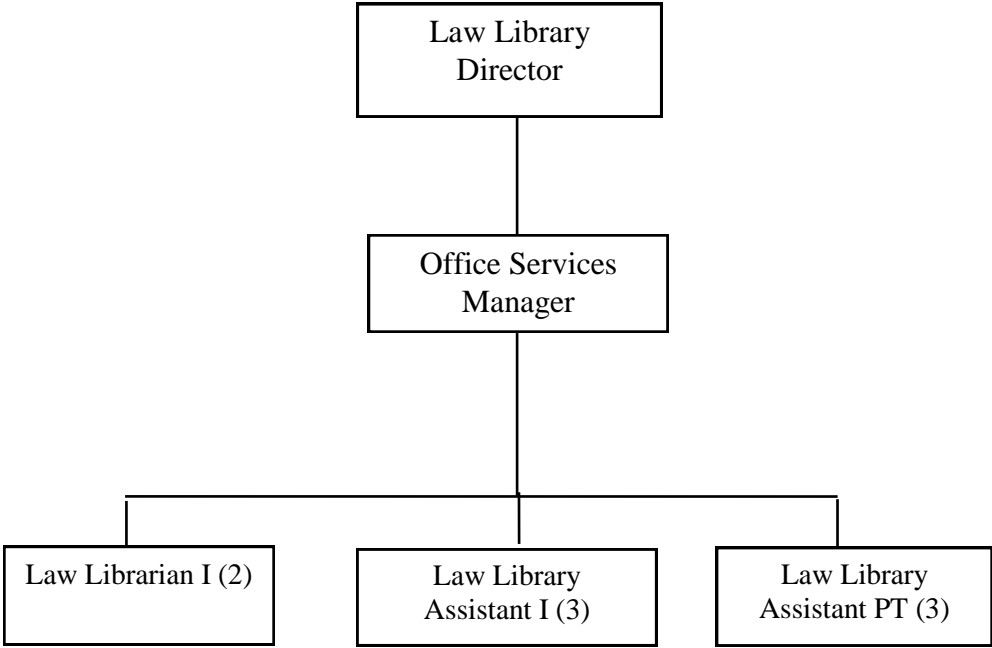 Law Library
Director
Office Services
Manager
Law Librarian I (2)
Law Library
Assistant I (3)
Law Library
Assistant PT (3)